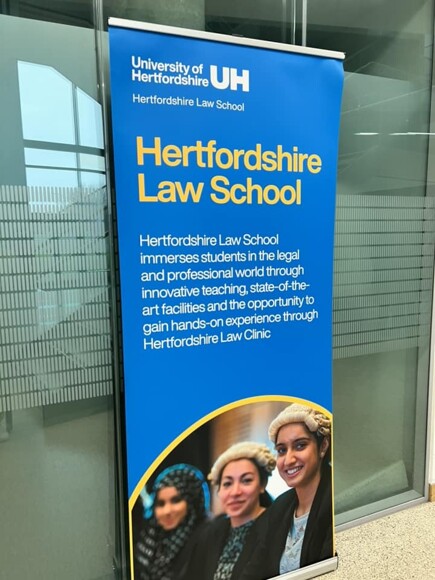 University of
Hertfordshire UH
Hertfordshire Law School
Hertfordshire
Law School
Hertfordshire Law School
immerses students in the legal
and professional world through
innovative teaching, state-of-the-
art facilities and the opportunity to
gain hands-on experience through
Hertfordshire Law Clinic